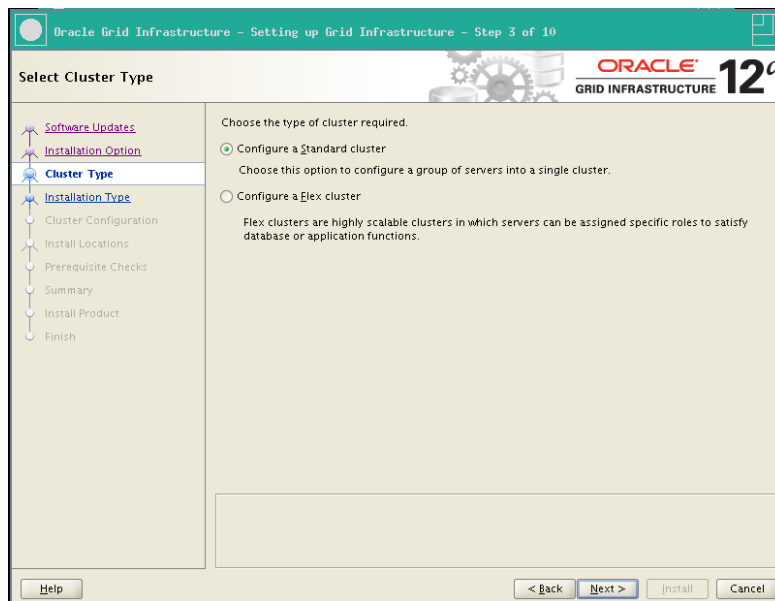 Oracle Grid Infrastructure - Setting up Grid Infrastructure - Step 3 of 10
Select Cluster Type
ORACLE
GRID INFRASTRUCTURE
12c
Software Updates
Installation Option
Cluster Type
Installation Type
Cluster Configuration
Install Locations
Prerequisite Checks
Summary
Install Product
Finish
Choose the type of cluster required.
Configure a Standard cluster
Choose this option to configure a group of servers into a single cluster.
Configure a Flex cluster
Flex clusters are highly scalable clusters in which servers can be assigned specific roles to satisfy
database or application functions.
Help
< Back
Next >
Install
Cancel